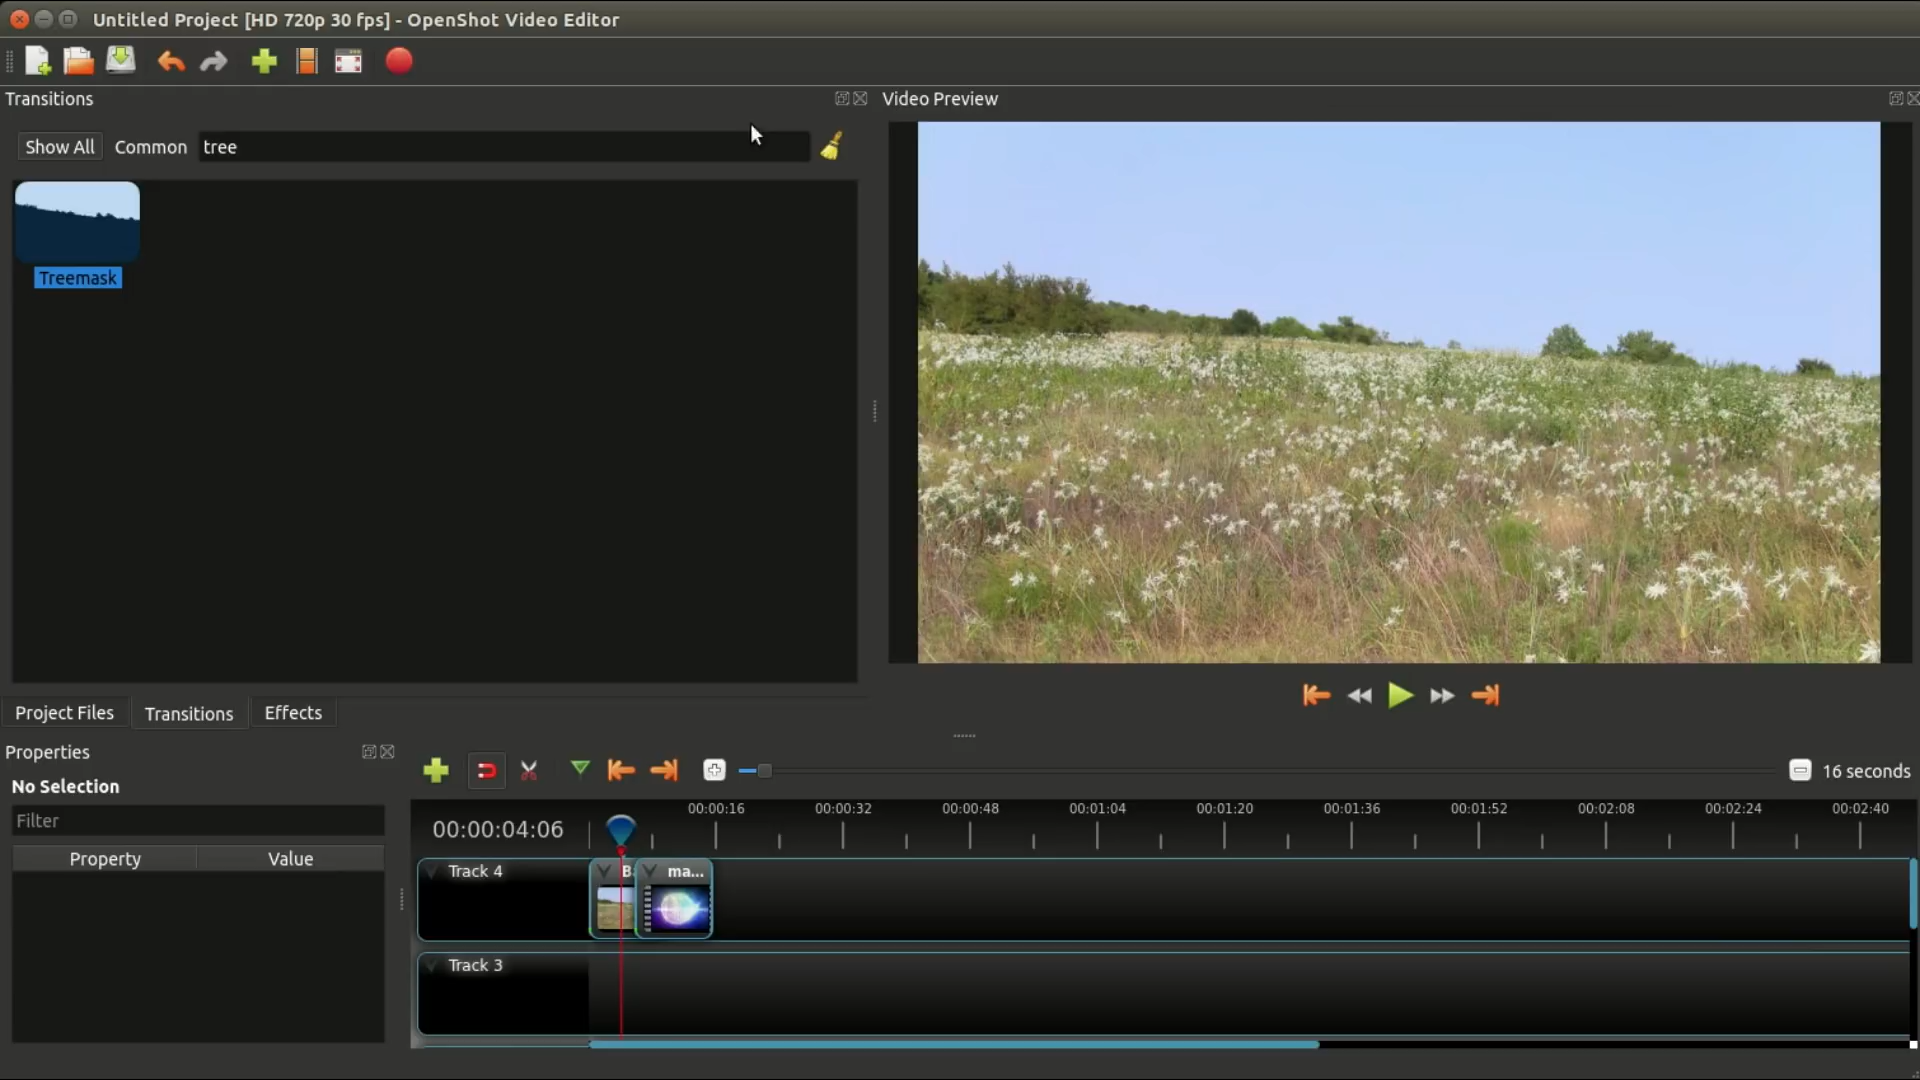 Untitled Project [HD 720p 30 fps] - OpenShot Video Editor
Transitions
Video Preview
Show All Common tree
Treemask
Project Files Transitions Effects
Properties
No Selection
Filter
Property Value
16 seconds
00:00:04:06
00:00:16 00:00:32 00:00:48 00:01:04 00:01:20 00:01:36 00:01:52 00:02:08 00:02:24 00:02:40
Track 4
ma...
Track 3